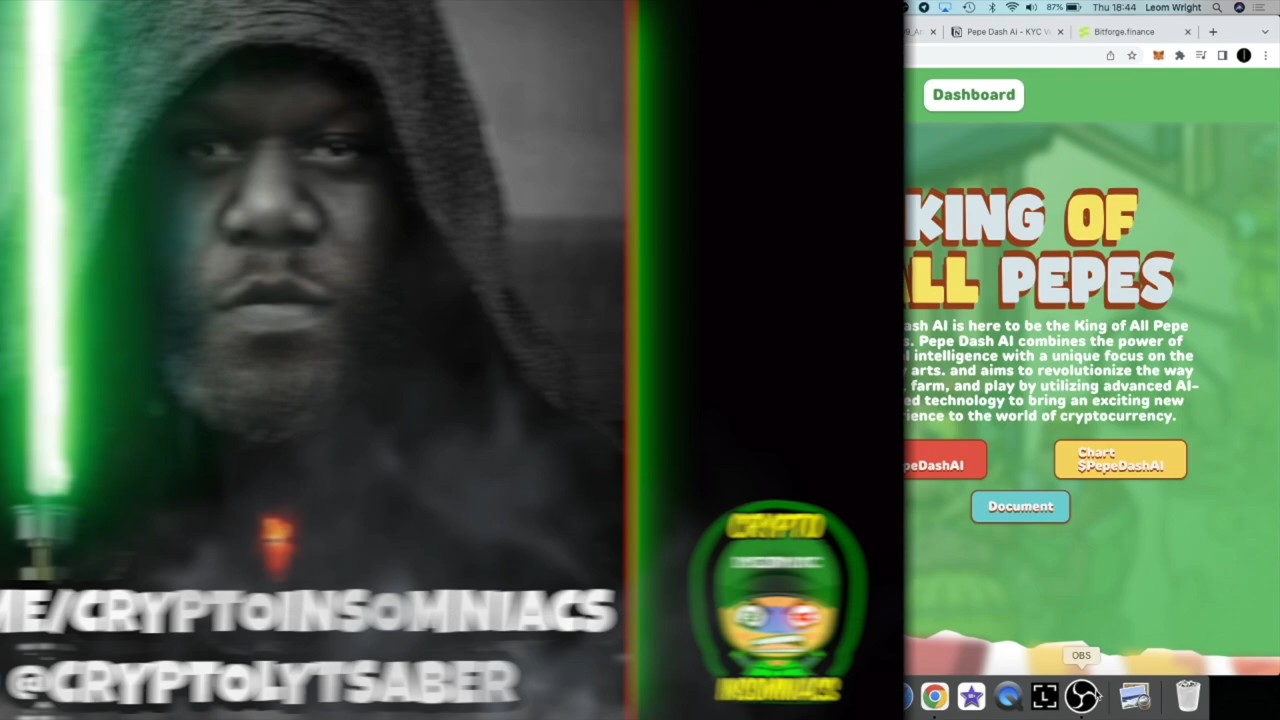 ME/CRYPTOINSOMNIACS
@CRYPTOLYTSABER
CRYPTO
INSOMNIACS
87%
Thu 18:44
Leom Wright
Pepe Dash Ai - KYC
Bitforge.finance
Dashboard
KING OF
ALL PEPES
ash AI is here to be the King of All Pepe
s. Pepe Dash AI combines the power of
l intelligence with a unique focus on the
y arts. and aims to revolutionize the way
, farm, and play by utilizing advanced AI-
ed technology to bring an exciting new
rience to the world of cryptocurrency.
peDashAI
Chart
$PepeDashAI
Document
OBS